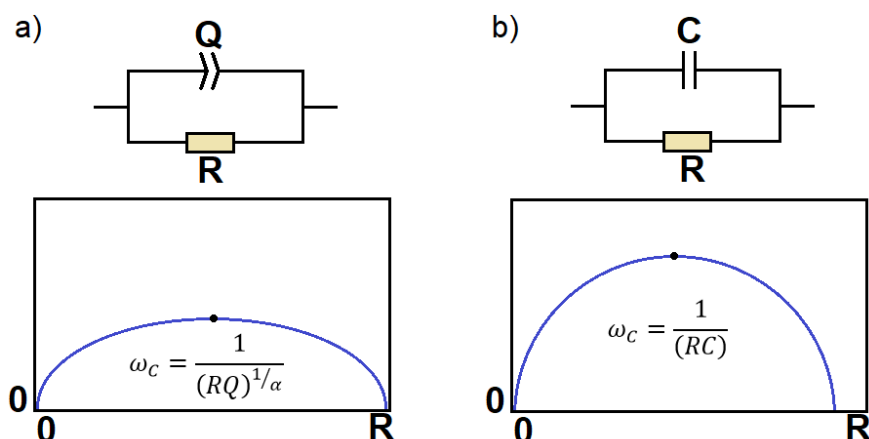 a)
Q
R
ω_C = 1/(RQ)^{1/α}
0
0
R
b)
C
R
ω_C = 1/(RC)
0
0
R